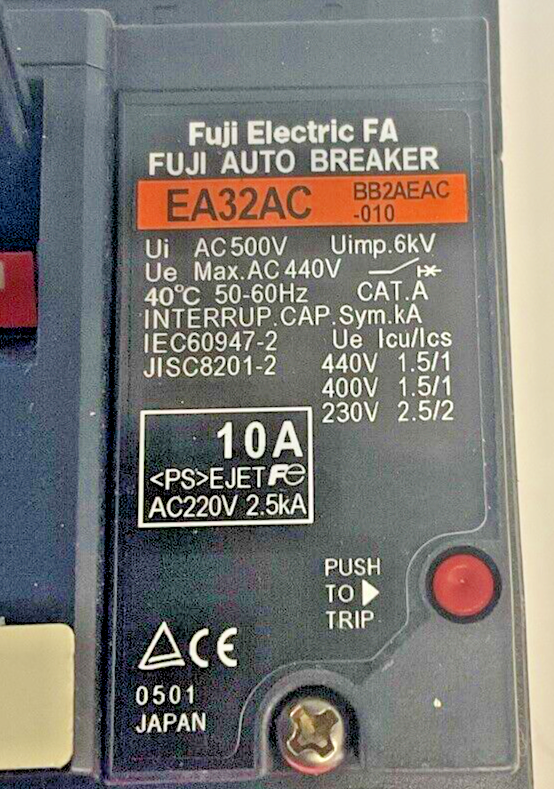 Fuji Electric FA
FUJI AUTO BREAKER
EA32AC BB2AEAC
-010
Ui AC500V Uimp.6kV
Ue Max.AC440V
40°C 50-60Hz CAT.A
INTERRUP.CAP.Sym.kA
IEC60947-2 Ue Icu/Ics
JISC8201-2 440V 1.5/1
400V 1.5/1
230V 2.5/2
10A
<PS>EJET Fe
AC220V 2.5kA
PUSH
TO
TRIP
CE
0501
JAPAN